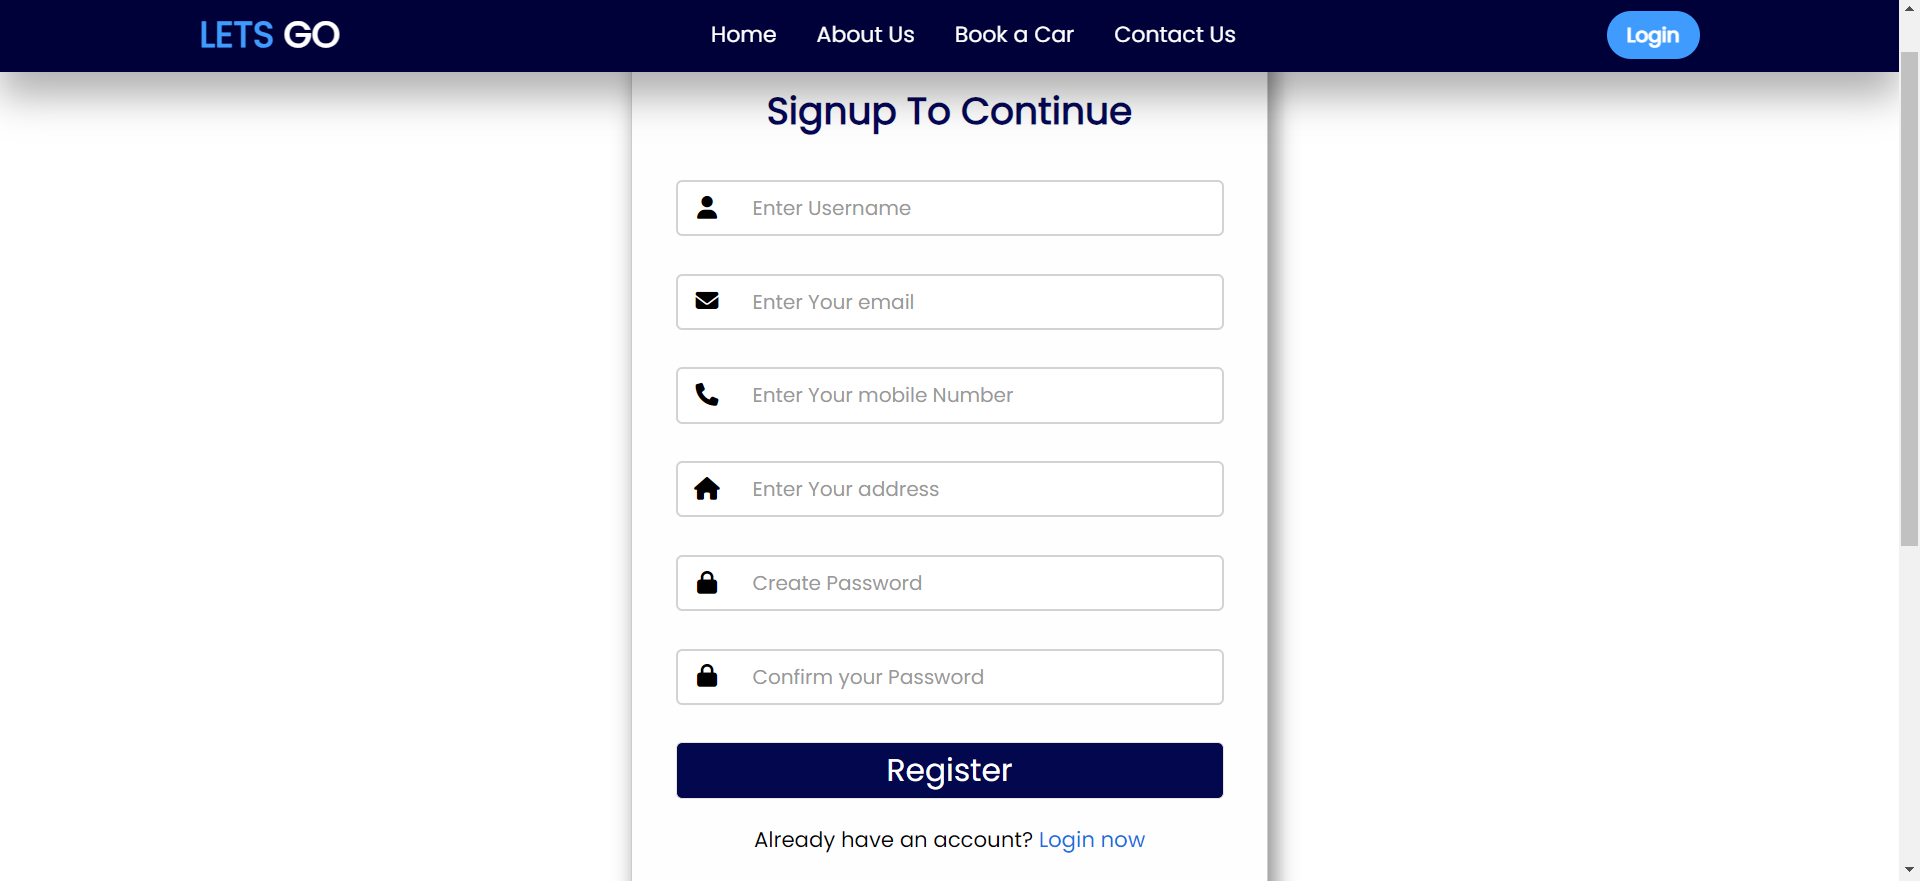 LETS GO Home About Us Book a Car Contact Us Login
Signup To Continue
Enter Username
Enter Your email
Enter Your mobile Number
Enter Your address
Create Password
Confirm your Password
Register
Already have an account? Login now